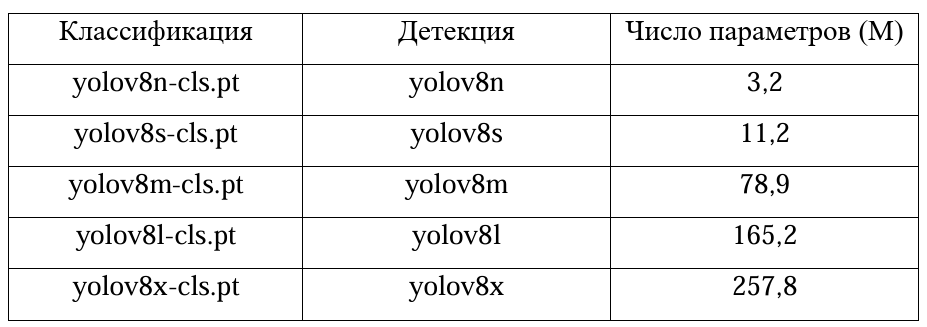 Классификация Детекция Число параметров (М)
yolov8n-cls.pt yolov8n 3,2
yolov8s-cls.pt yolov8s 11,2
yolov8m-cls.pt yolov8m 78,9
yolov8l-cls.pt yolov8l 165,2
yolov8x-cls.pt yolov8x 257,8